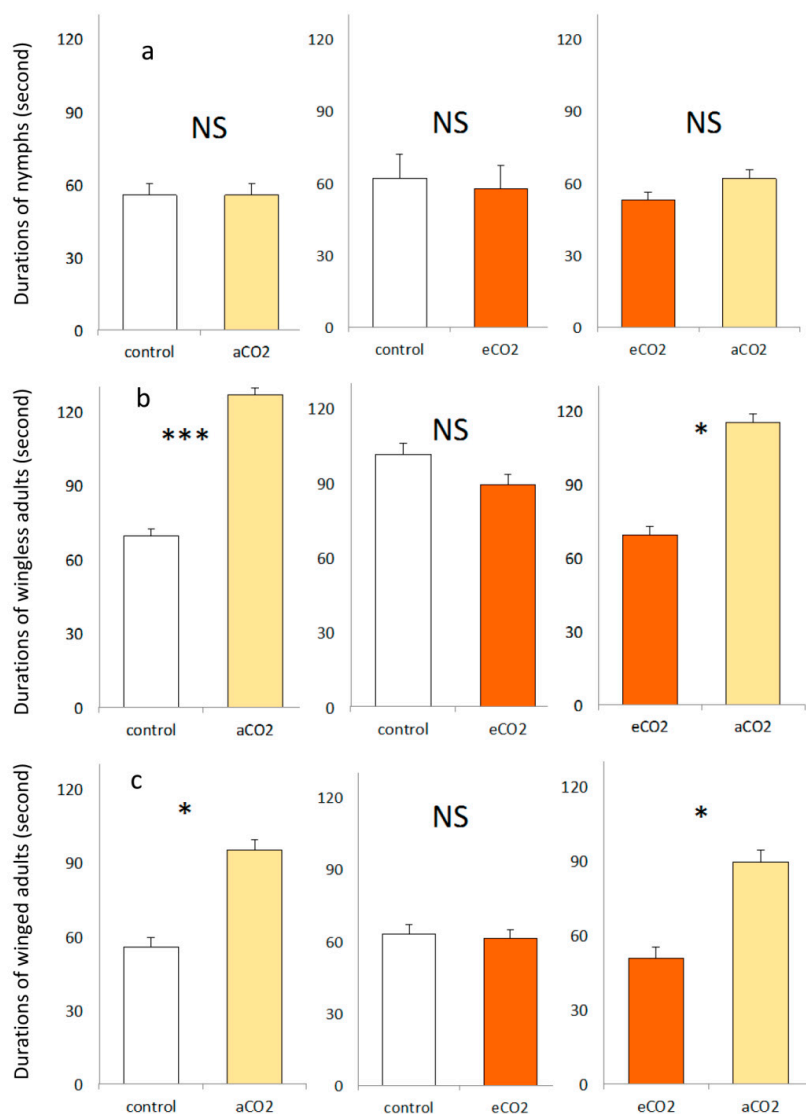 a
Durations of nymphs (second)
120
90
60
30
0
NS
control aCO2
120
90
60
30
0
NS
control eCO2
120
90
60
30
0
NS
eCO2 aCO2
b
Durations of wingless adults (second)
120
90
60
30
0
***
control aCO2
120
90
60
30
0
NS
control eCO2
120
90
60
30
0
*
eCO2 aCO2
c
Durations of winged adults (second)
120
90
60
30
0
*
control aCO2
120
90
60
30
0
NS
control eCO2
120
90
60
30
0
*
eCO2 aCO2